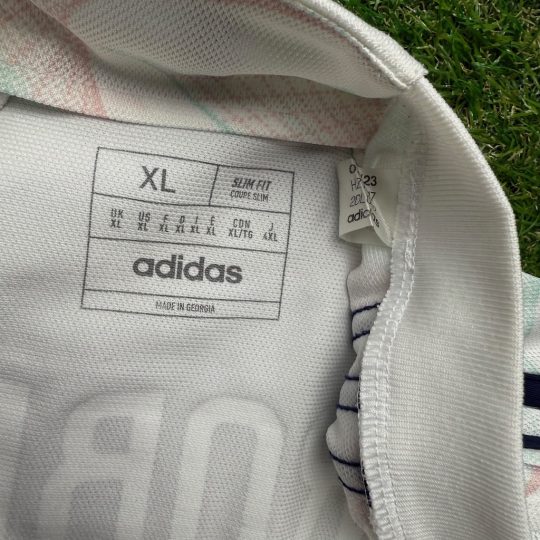 XL
SLIM FIT
COUPE SLIM
UK US F D I E CDN J
XL XL XL XL XL XL XL/TG 4XL
adidas
MADE IN GEORGIA
adidas